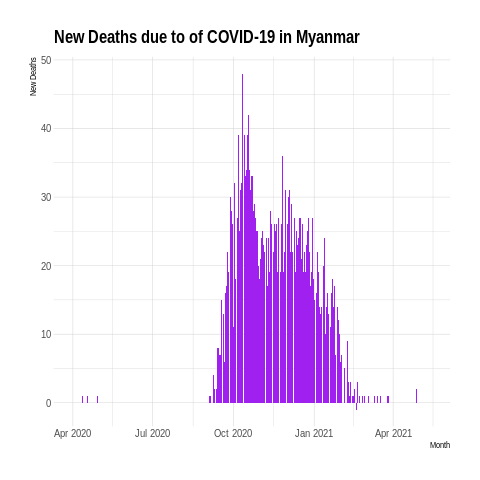 New Deaths due to of COVID-19 in Myanmar
New Deaths
50
40
30
20
10
0
Apr 2020 Jul 2020 Oct 2020 Jan 2021 Apr 2021
Month